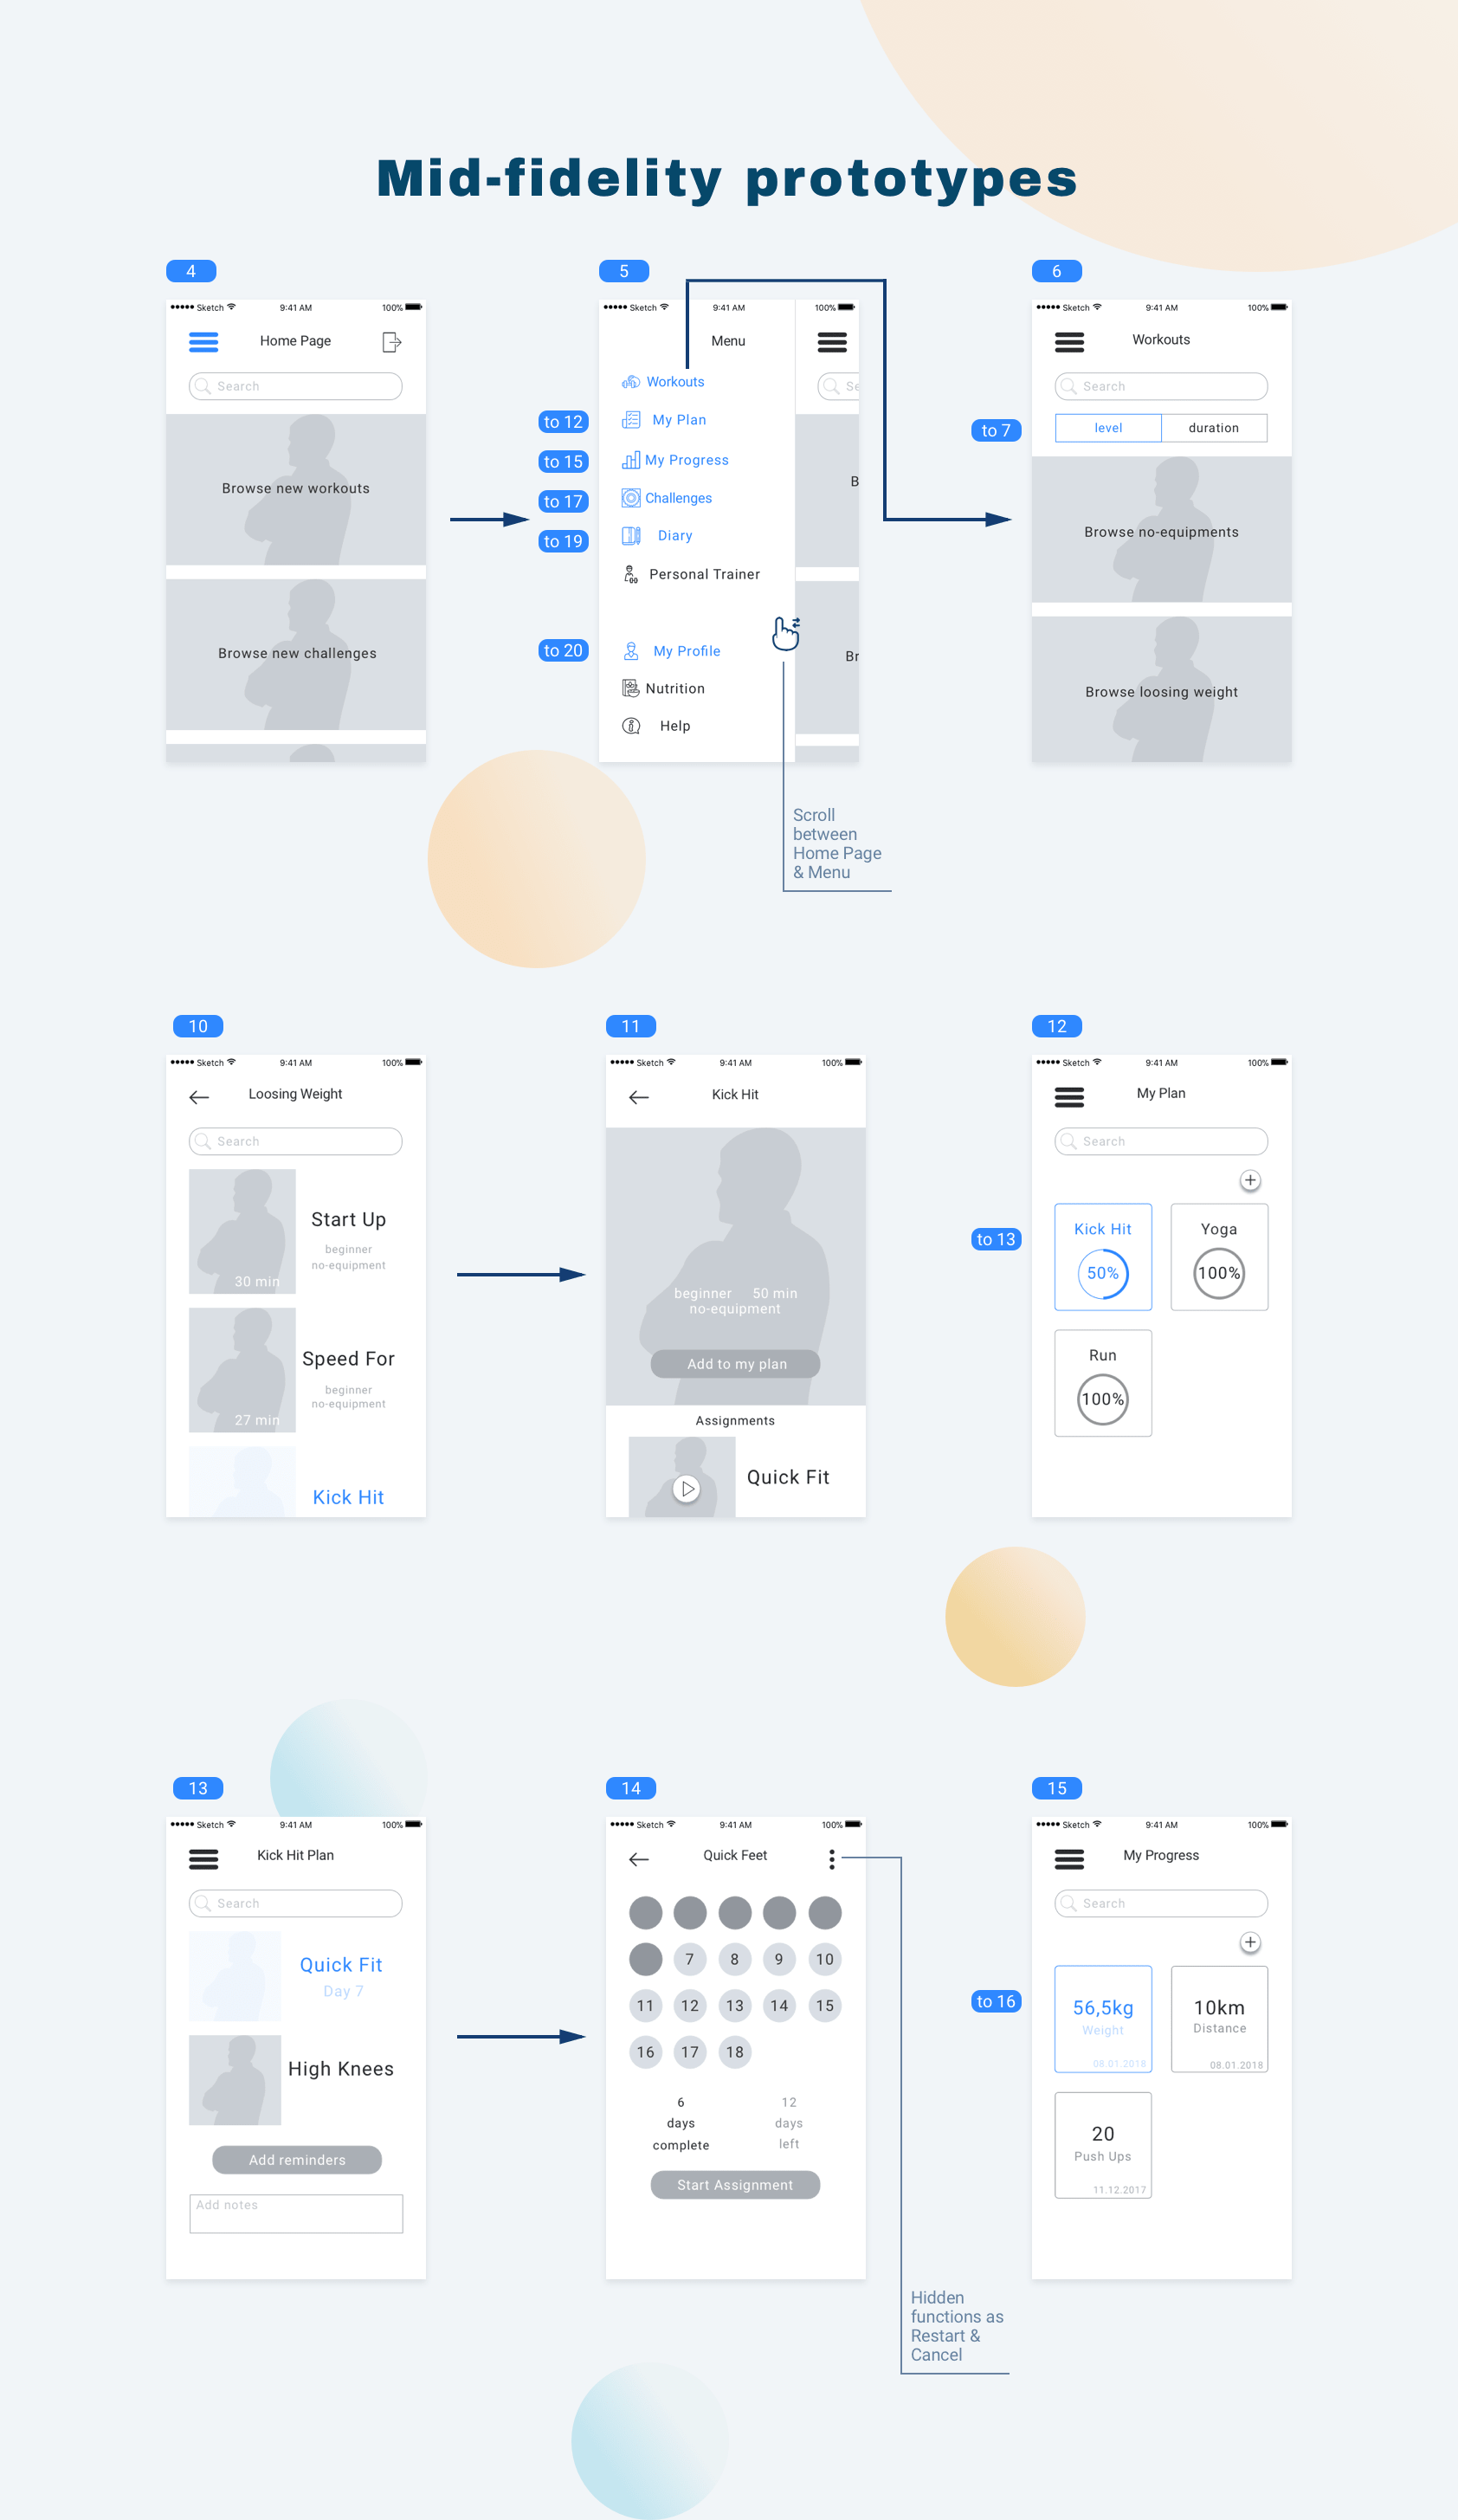 Mid-fidelity prototypes
4
Sketch 9:41 AM 100%
Home Page
Search
Browse new workouts
Browse new challenges
5
Sketch 9:41 AM 100%
Menu
Se
Workouts
to 12
My Plan
to 15
My Progress
to 17
Challenges
B
to 19
Diary
Personal Trainer
to 20
My Profile
Br
Nutrition
Help
Scroll
between
Home Page
& Menu
6
Sketch 9:41 AM 100%
Workouts
Search
to 7
level duration
Browse no-equipments
Browse loosing weight
10
Sketch 9:41 AM 100%
Loosing Weight
Search
Start Up
beginner
no-equipment
30 min
Speed For
beginner
no-equipment
27 min
Kick Hit
11
Sketch 9:41 AM 100%
Kick Hit
beginner 50 min
no-equipment
Add to my plan
Assignments
Quick Fit
12
Sketch 9:41 AM 100%
My Plan
Search
to 13
Kick Hit Yoga
50% 100%
Run
100%
13
Sketch 9:41 AM 100%
Kick Hit Plan
Search
Quick Fit
Day 7
High Knees
Add reminders
Add notes
14
Sketch 9:41 AM 100%
Quick Feet
7 8 9 10
11 12 13 14 15
16 17 18
6 12
days days
complete left
Start Assignment
Hidden
functions as
Restart &
Cancel
15
Sketch 9:41 AM 100%
My Progress
Search
to 16
56,5kg 10km
Weight Distance
08.01.2018 08.01.2018
20
Push Ups
11.12.2017